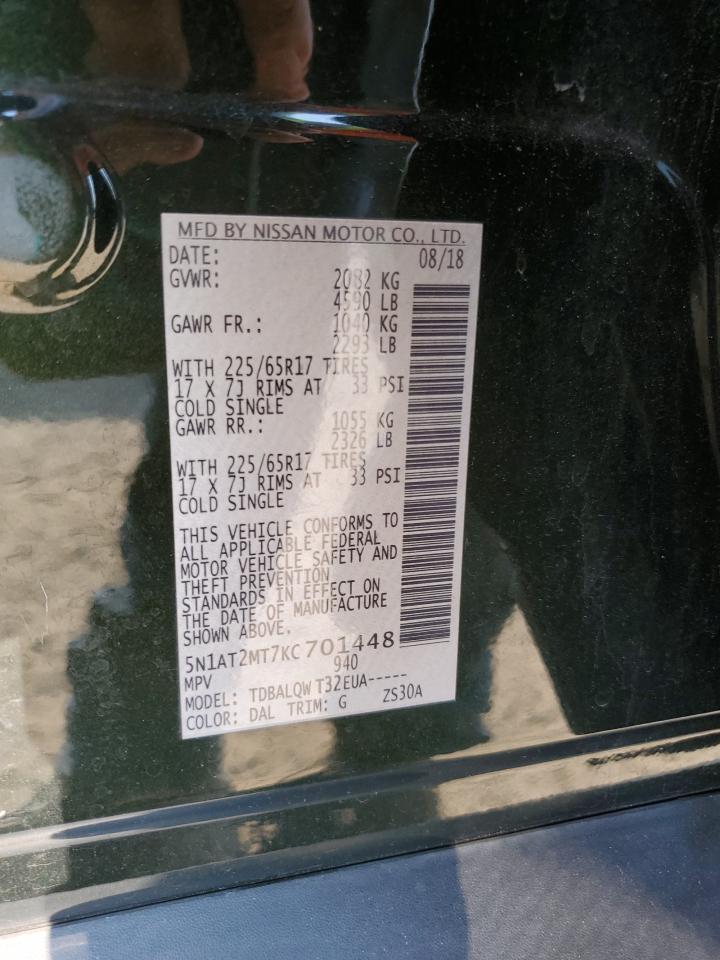 MFD BY NISSAN MOTOR CO., LTD.
DATE: 08/18
GVWR: 2082 KG
4590 LB
GAWR FR.: 1040 KG
2293 LB
WITH 225/65R17 TIRES
17 X 7J RIMS AT 33 PSI
COLD SINGLE
GAWR RR.: 1055 KG
2326 LB
WITH 225/65R17 TIRES
17 X 7J RIMS AT 33 PSI
COLD SINGLE
THIS VEHICLE CONFORMS TO
ALL APPLICABLE FEDERAL
MOTOR VEHICLE SAFETY AND
THEFT PREVENTION
STANDARDS IN EFFECT ON
THE DATE OF MANUFACTURE
SHOWN ABOVE.
5N1AT2MT7KC701448
MPV 940
MODEL: TDBALQW T32EUA-----
COLOR: DAL TRIM: G ZS30A